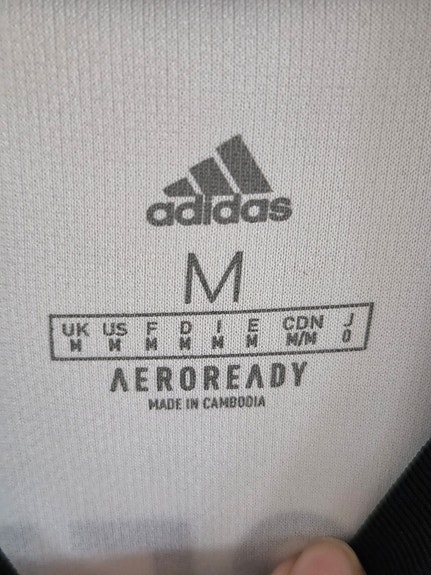 adidas
M
UK US F D I E CDN J
M M M M M M M/M O
AEROREADY
MADE IN CAMBODIA